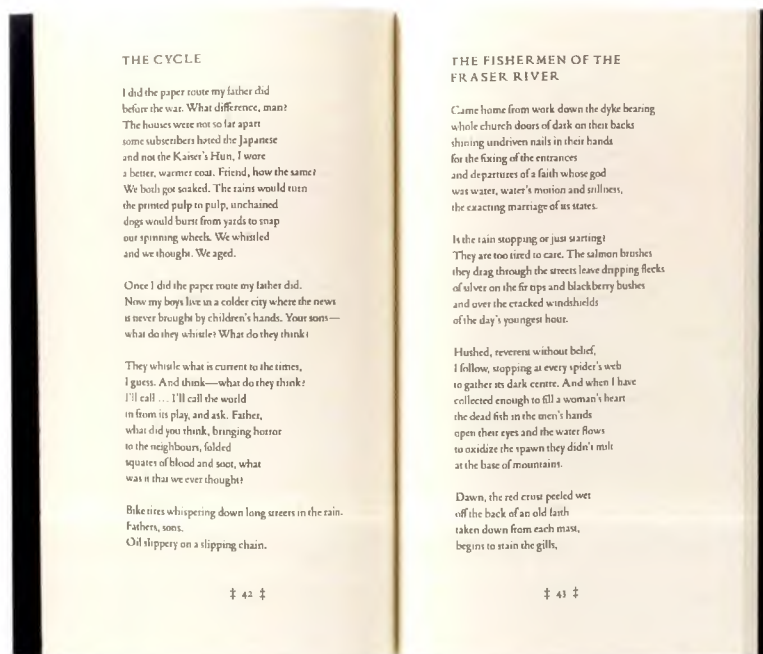 THE CYCLE
I did the paper route my father did
before the war. What difference, man?
The houses were not so far apart
some subscribers hated the Japanese
and not the Kaiser's Hun, I wore
a better, warmer coat. Friend, how the same?
We both got soaked. The rains would turn
the printed pulp to pulp, unchained
dogs would burst from yards to snap
our spinning wheels. We whistled
and we thought. We aged.
Once I did the paper route my father did.
Now my boys live in a colder city where the news
is never brought by children's hands. Your sons—
what do they whistle? What do they think?
They whistle what is current to the times,
I guess. And think—what do they think?
I'll call ... I'll call the world
in from its play, and ask. Father,
what did you think, bringing horror
to the neighbours, folded
squares of blood and soot, what
was it that we ever thought?
Bike tires whispering down long streets in the rain.
Fathers, sons.
Oil slippery on a slipping chain.
‡ 42 ‡
THE FISHERMEN OF THE
FRASER RIVER
Came home from work down the dyke bearing
whole church doors of dark on their backs
shining undriven nails in their hands
for the fixing of the entrances
and departures of a faith whose god
was water, water's motion and stillness,
the exacting marriage of its states.
Is the rain stopping or just starting?
They are too tired to care. The salmon brushes
they drag through the streets leave dripping flecks
of silver on the fir tips and blackberry bushes
and over the cracked windshields
of the day's youngest hour.
Hushed, reverent without belief,
I follow, stopping at every spider's web
to gather its dark centre. And when I have
collected enough to fill a woman's heart
the dead fish in the men's hands
open their eyes and the water flows
to oxidize the spawn they didn't milt
at the base of mountains.
Dawn, the red crust peeled wet
off the back of an old faith
taken down from each mast,
begins to stain the gills,
‡ 43 ‡